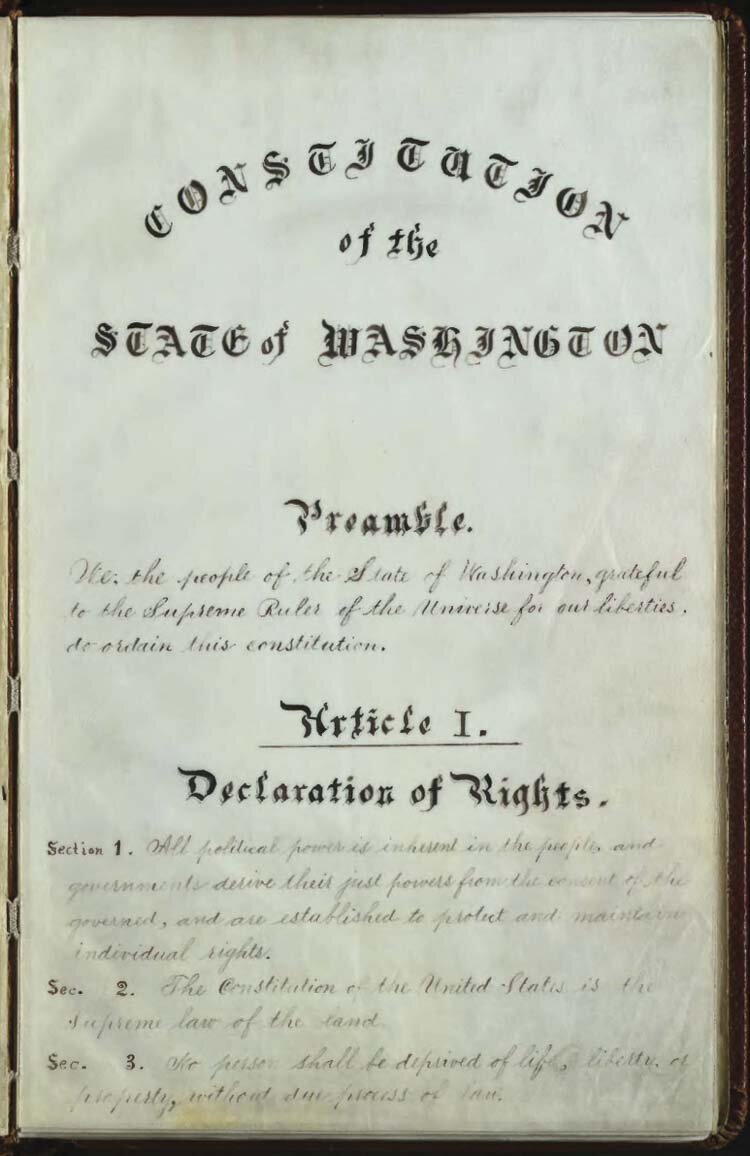 CONSTITUTION
of the
STATE of WASHINGTON
Preamble.
We, the people of the State of Washington, grateful
to the Supreme Ruler of the Universe for our liberties,
do ordain this constitution.
Article I.
Declaration of Rights.
Section 1. All political power is inherent in the people, and
governments derive their just powers from the consent of the
governed, and are established to protect and maintain
individual rights.
Sec. 2. The Constitution of the United States is the
supreme law of the land.
Sec. 3. No person shall be deprived of life, liberty, or
property, without due process of law.